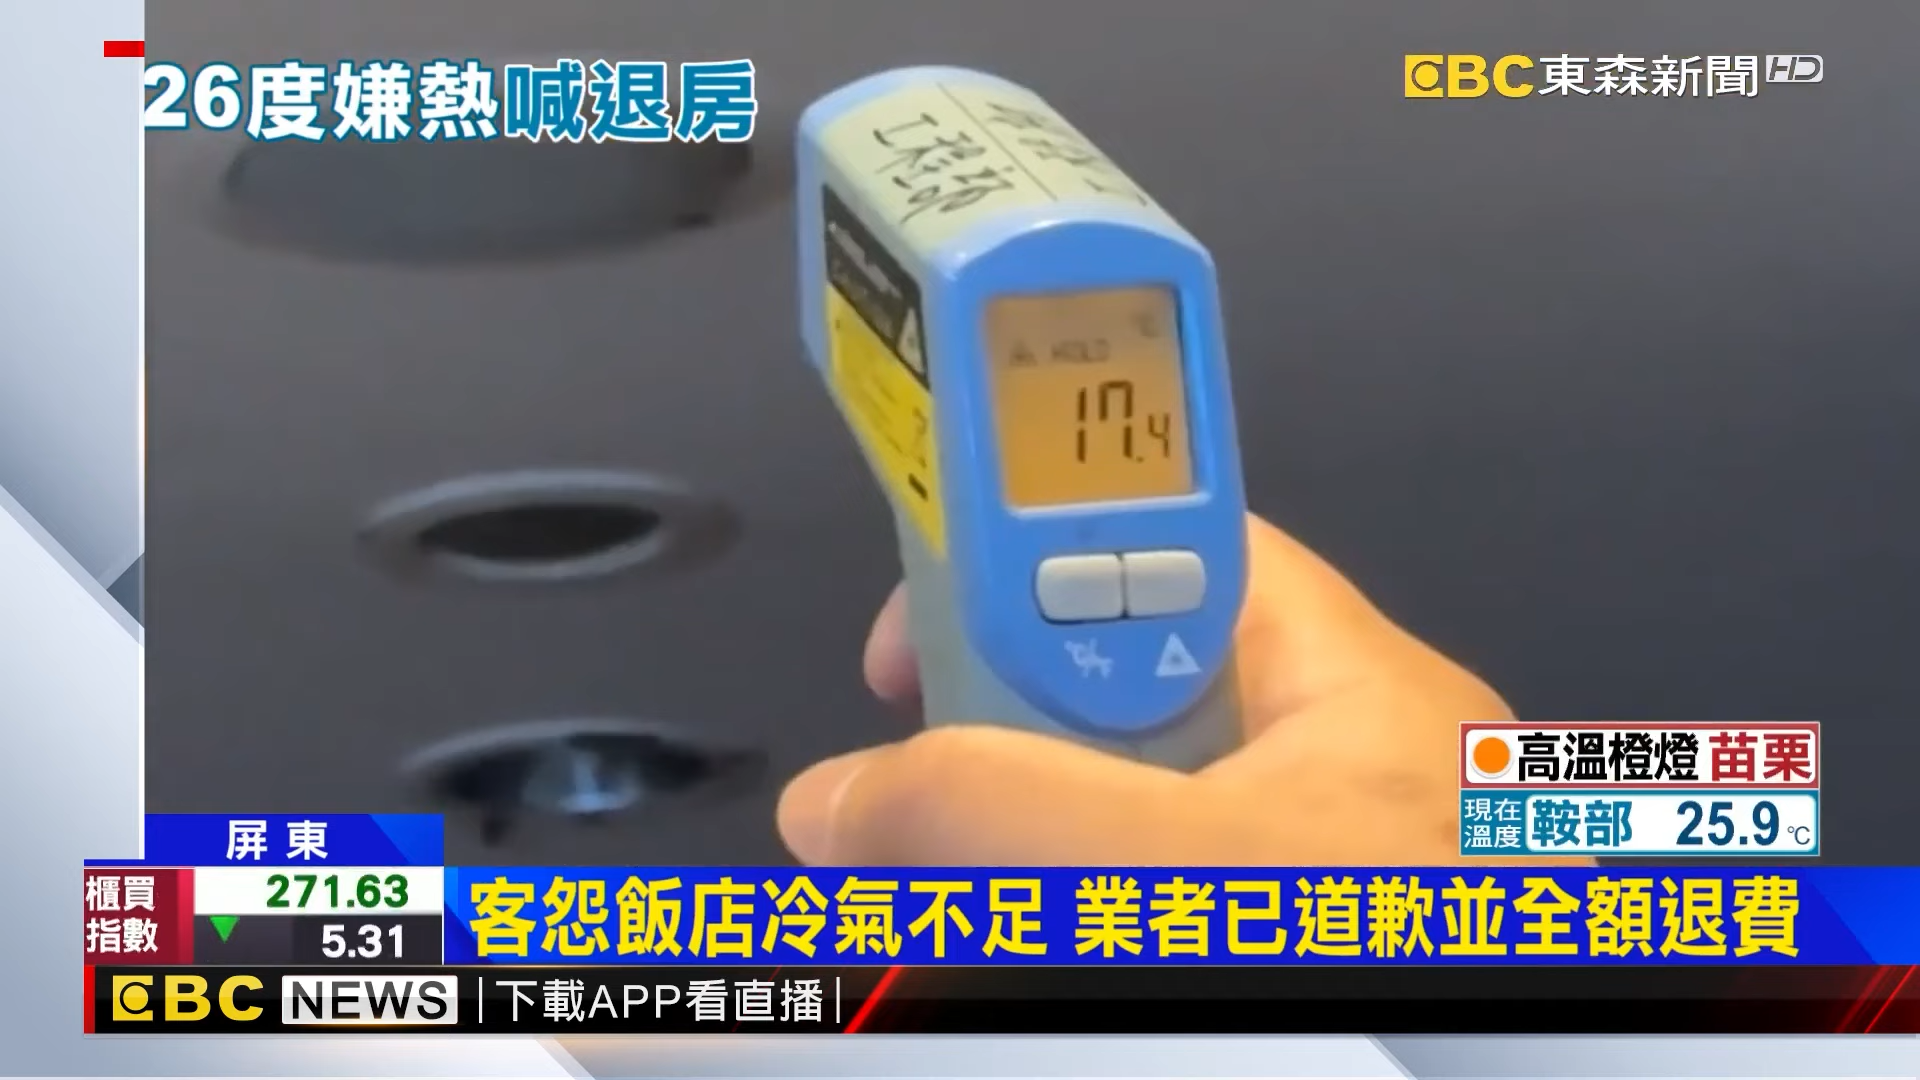 26度嫌熱喊退房
EBC東森新聞HD
工程部
HOLD
17.4
高溫橙燈 苗栗
現在溫度 鞍部 25.9℃
屏東
櫃買指數 271.63
▼ 5.31
客怨飯店冷氣不足 業者已道歉並全額退費
EBC NEWS |下載APP看直播|